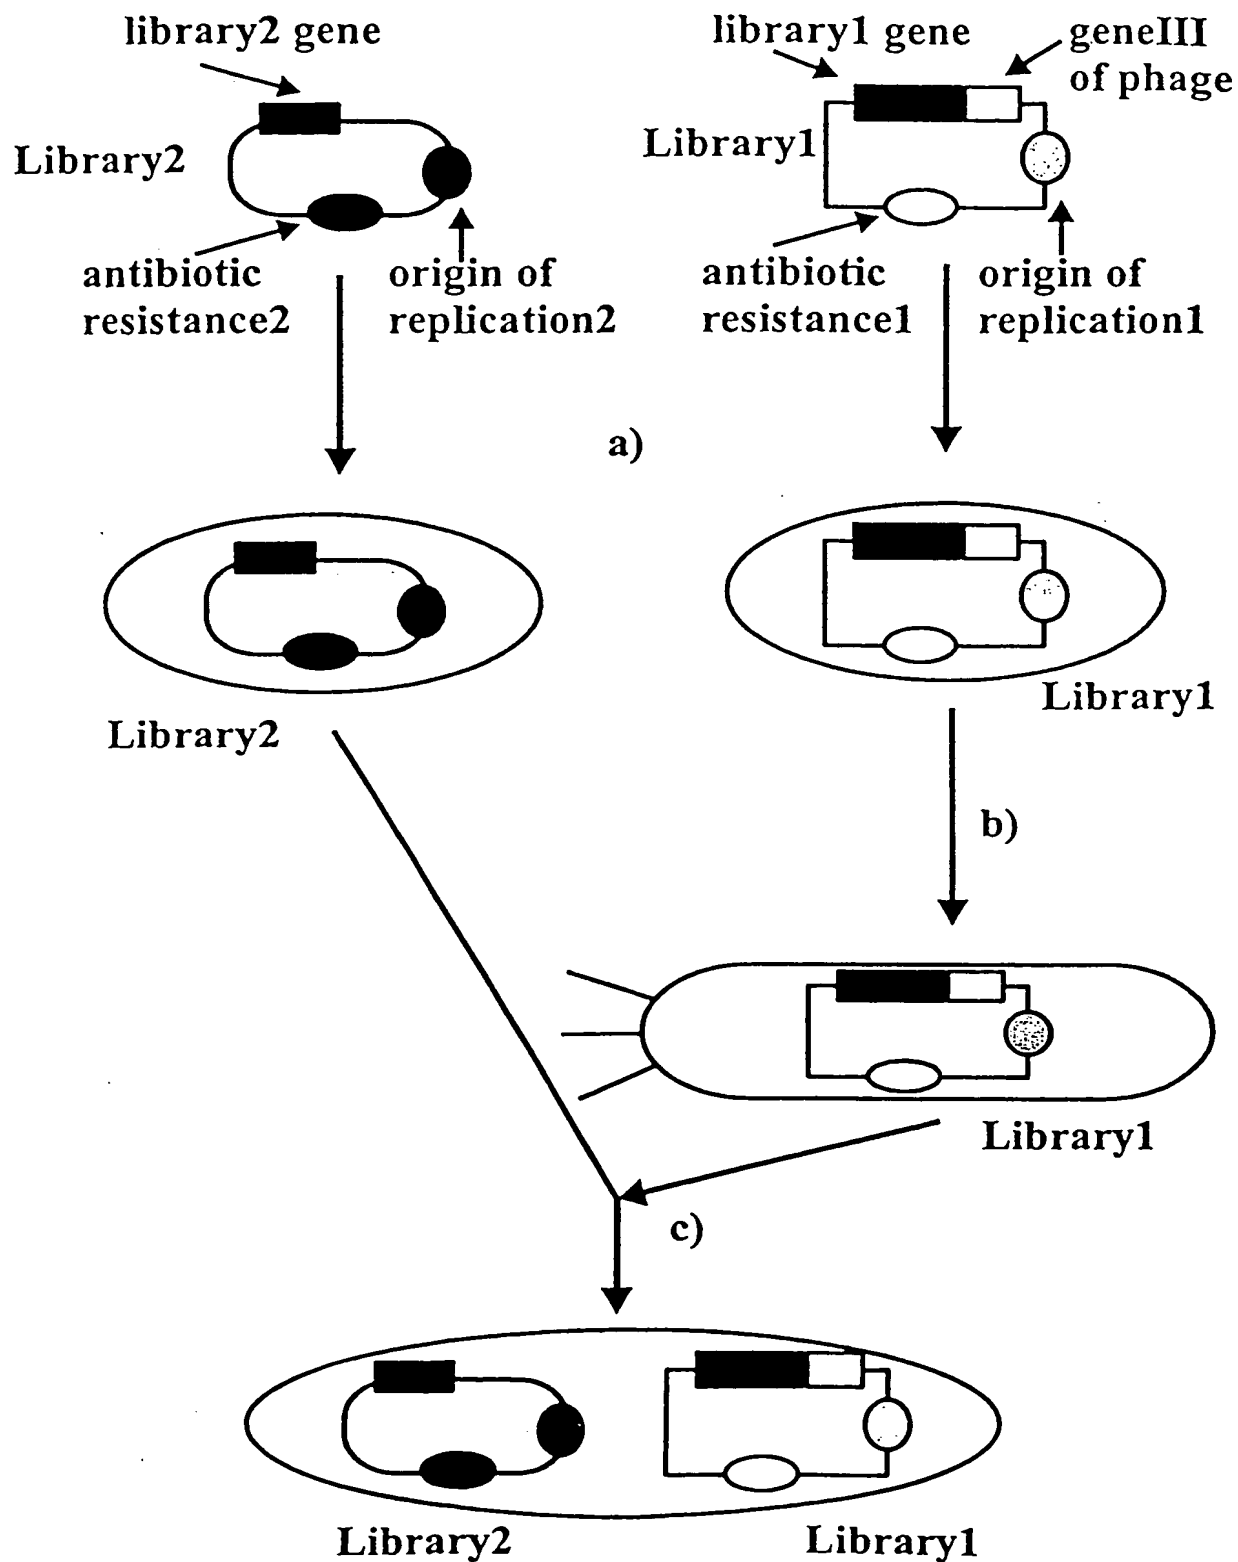 library2 gene
library1 gene
geneIII
of phage
Library2
Library1
antibiotic
resistance2
origin of
replication2
antibiotic
resistance1
origin of
replication1
a)
Library2
Library1
b)
Library1
c)
Library2
Library1